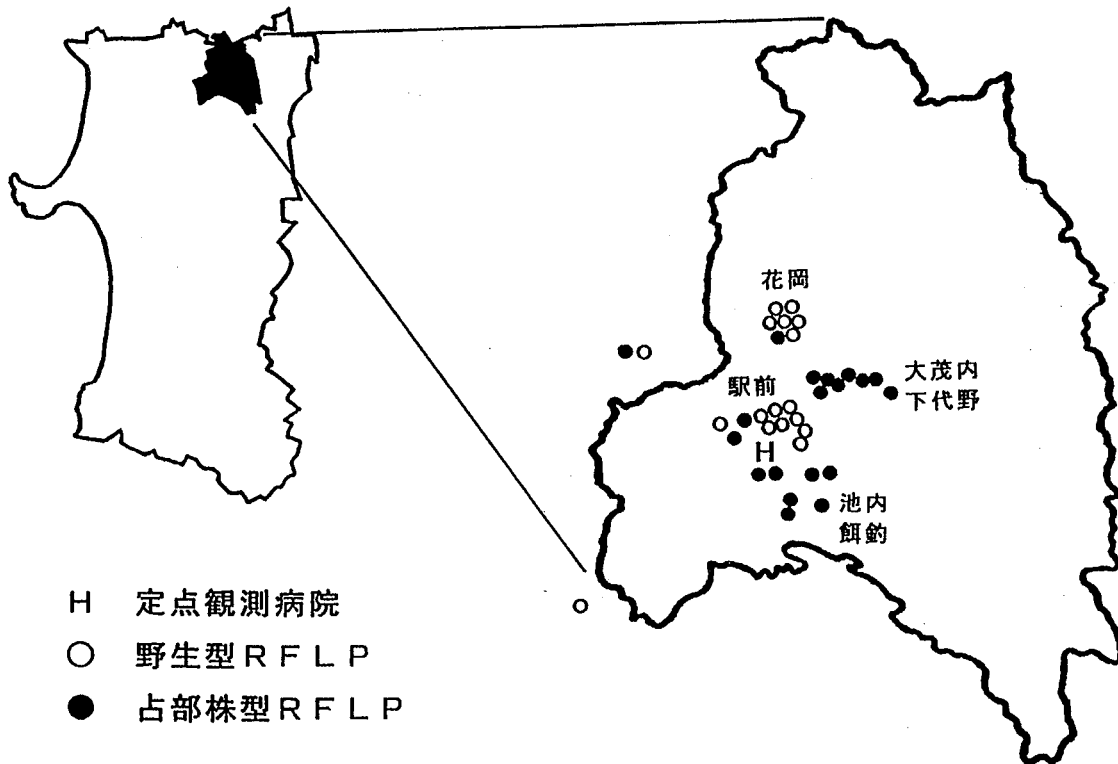 花岡
大茂内
下代野
駅前
H
池内
餌釣
H 定点観測病院
○ 野生型RFLP
● 占部株型RFLP